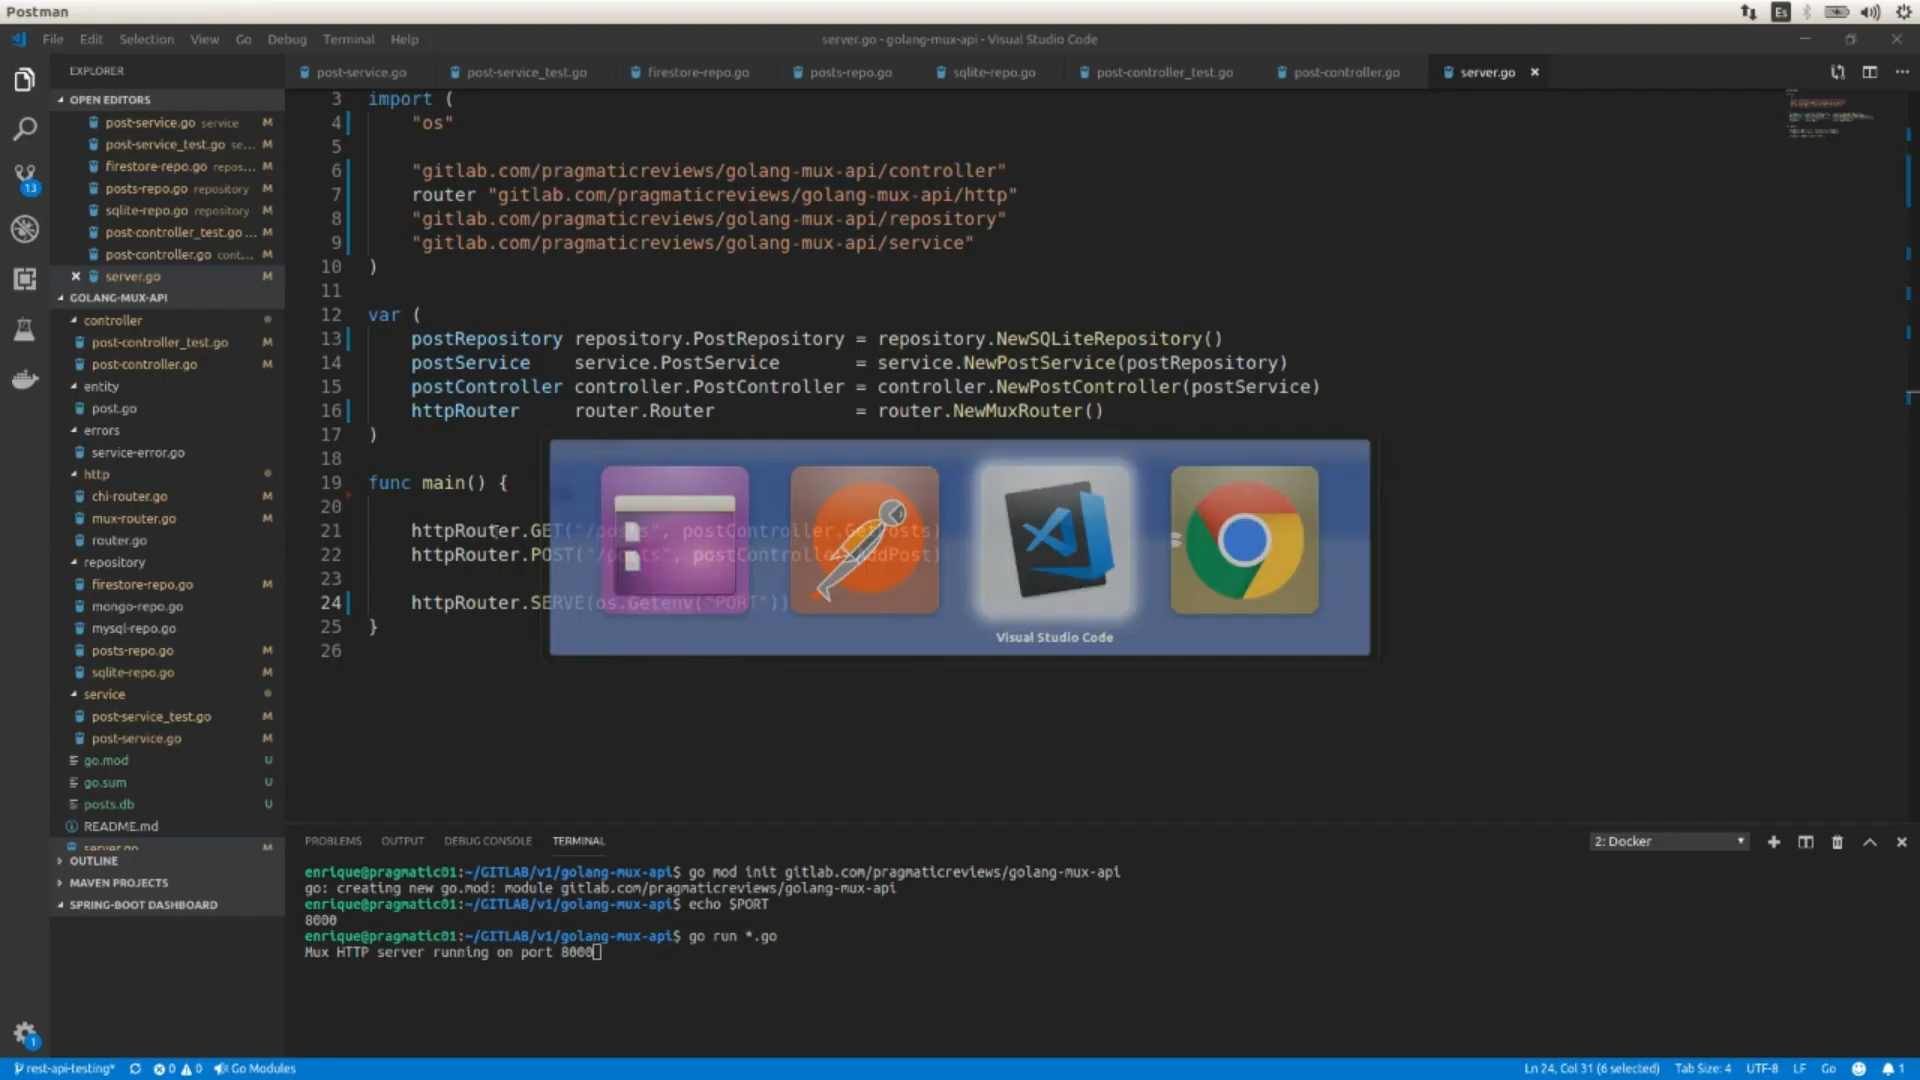 Postman
Es
File Edit Selection View Go Debug Terminal Help
server.go - golang-mux-api - Visual Studio Code
EXPLORER
post-service.go
post-service_test.go
firestore-repo.go
posts-repo.go
sqlite-repo.go
post-controller_test.go
post-controller.go
server.go
OPEN EDITORS
post-service.go service M
post-service_test.go se... M
firestore-repo.go repos... M
posts-repo.go repository M
sqlite-repo.go repository M
post-controller_test.go ... M
post-controller.go cont... M
server.go M
GOLANG-MUX-API
controller
post-controller_test.go M
post-controller.go M
entity
post.go
errors
service-error.go
http
chi-router.go M
mux-router.go M
router.go
repository
firestore-repo.go M
mongo-repo.go
mysql-repo.go
posts-repo.go M
sqlite-repo.go M
service
post-service_test.go M
post-service.go M
go.mod U
go.sum U
posts.db U
README.md
server.go M
OUTLINE
MAVEN PROJECTS
SPRING-BOOT DASHBOARD
13
1
3 import (
4 "os"
5
6 "gitlab.com/pragmaticreviews/golang-mux-api/controller"
7 router "gitlab.com/pragmaticreviews/golang-mux-api/http"
8 "gitlab.com/pragmaticreviews/golang-mux-api/repository"
9 "gitlab.com/pragmaticreviews/golang-mux-api/service"
10 )
11
12 var (
13 postRepository repository.PostRepository = repository.NewSQLiteRepository()
14 postService service.PostService = service.NewPostService(postRepository)
15 postController controller.PostController = controller.NewPostController(postService)
16 httpRouter router.Router = router.NewMuxRouter()
17 )
18
19 func main() {
20
21 httpRouter.GET("/posts", postController.GetPosts)
22 httpRouter.POST("/posts", postController.AddPost)
23
24 httpRouter.SERVE(os.Getenv("PORT"))
25 }
26
Visual Studio Code
PROBLEMS OUTPUT DEBUG CONSOLE TERMINAL
2: Docker
enrique@pragmatic01:~/GITLAB/v1/golang-mux-api$ go mod init gitlab.com/pragmaticreviews/golang-mux-api
go: creating new go.mod: module gitlab.com/pragmaticreviews/golang-mux-api
enrique@pragmatic01:~/GITLAB/v1/golang-mux-api$ echo $PORT
8000
enrique@pragmatic01:~/GITLAB/v1/golang-mux-api$ go run *.go
Mux HTTP server running on port 8000
rest-api-testing* 0 0 Go Modules
Ln 24, Col 31 (6 selected) Tab Size: 4 UTF-8 LF Go 1